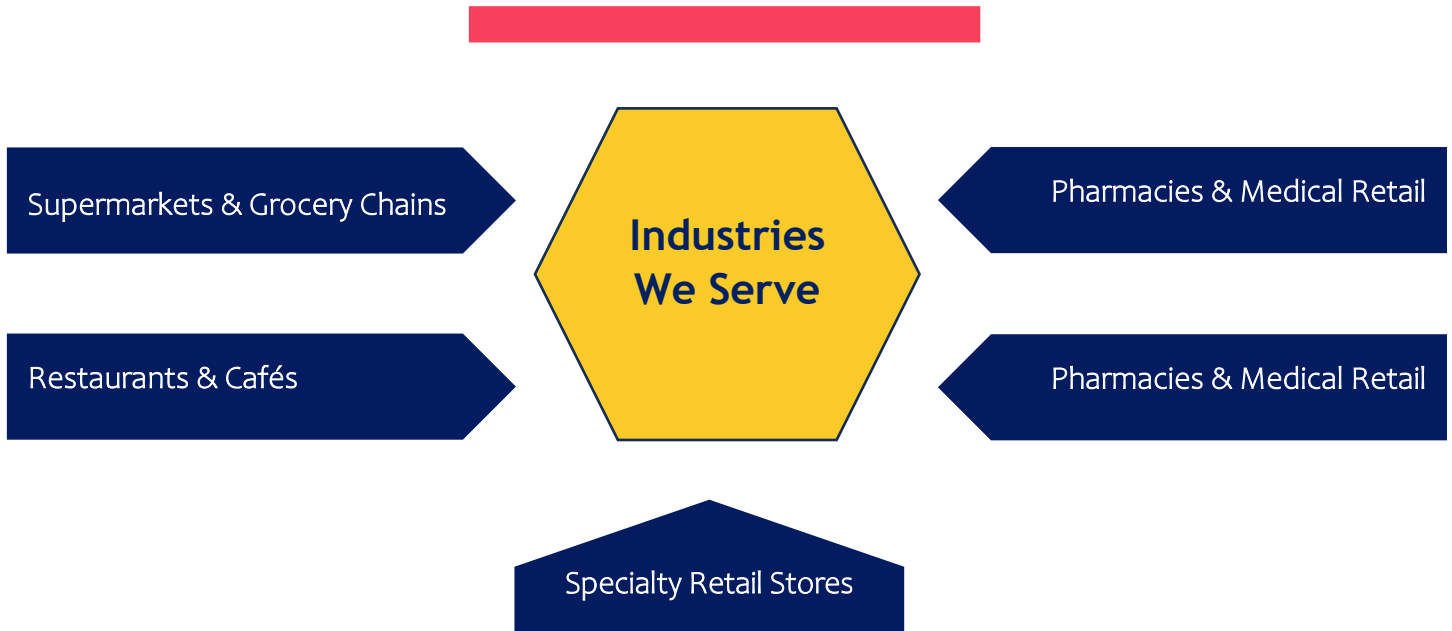 Supermarkets & Grocery Chains
Restaurants & Cafés
Industries
We Serve
Pharmacies & Medical Retail
Pharmacies & Medical Retail
Specialty Retail Stores